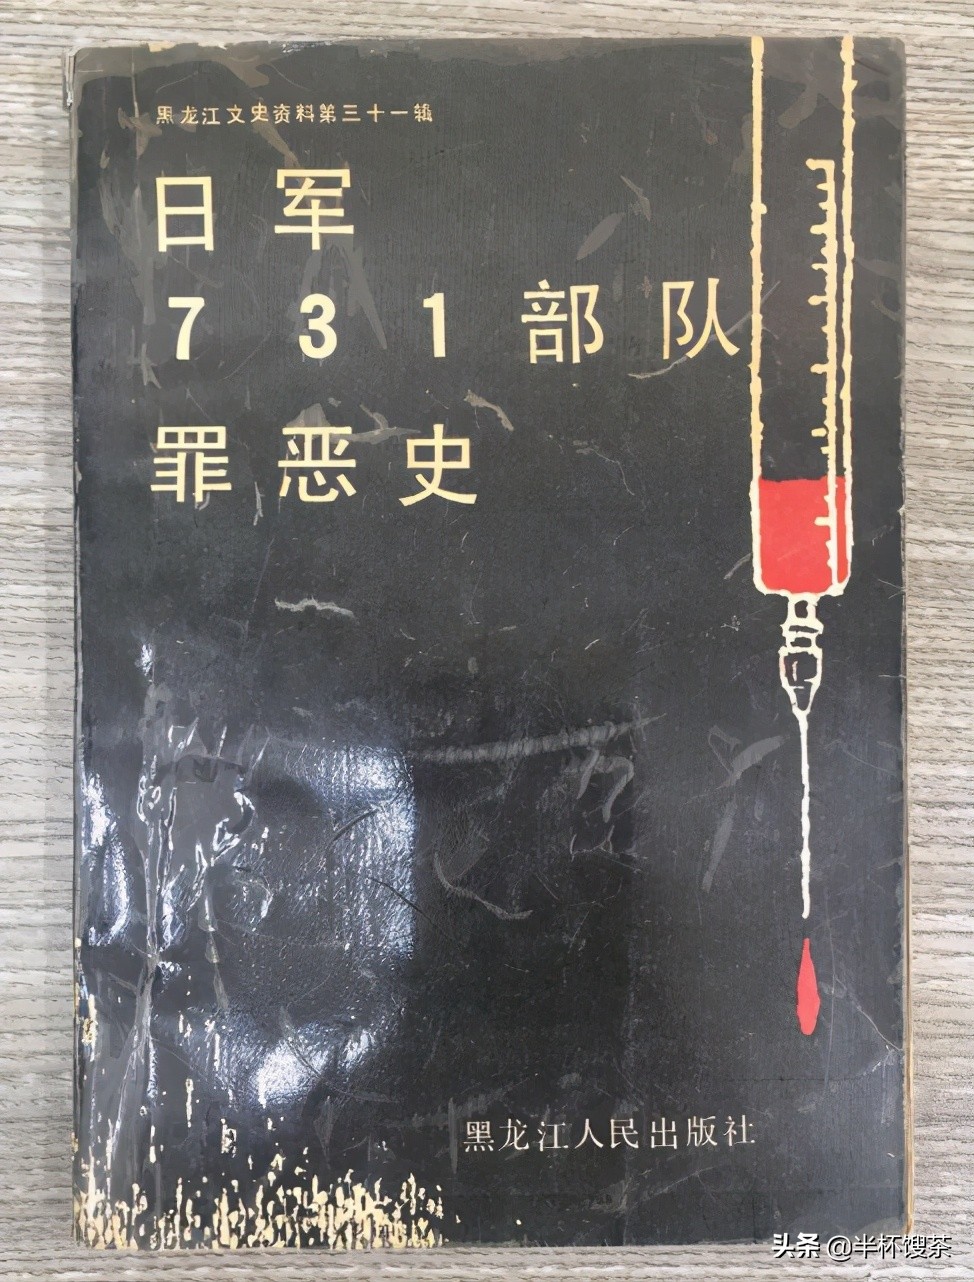 黑龙江文史资料第三十一辑
日军
731部队
罪恶史
黑龙江人民出版社
头条 @半杯馊茶